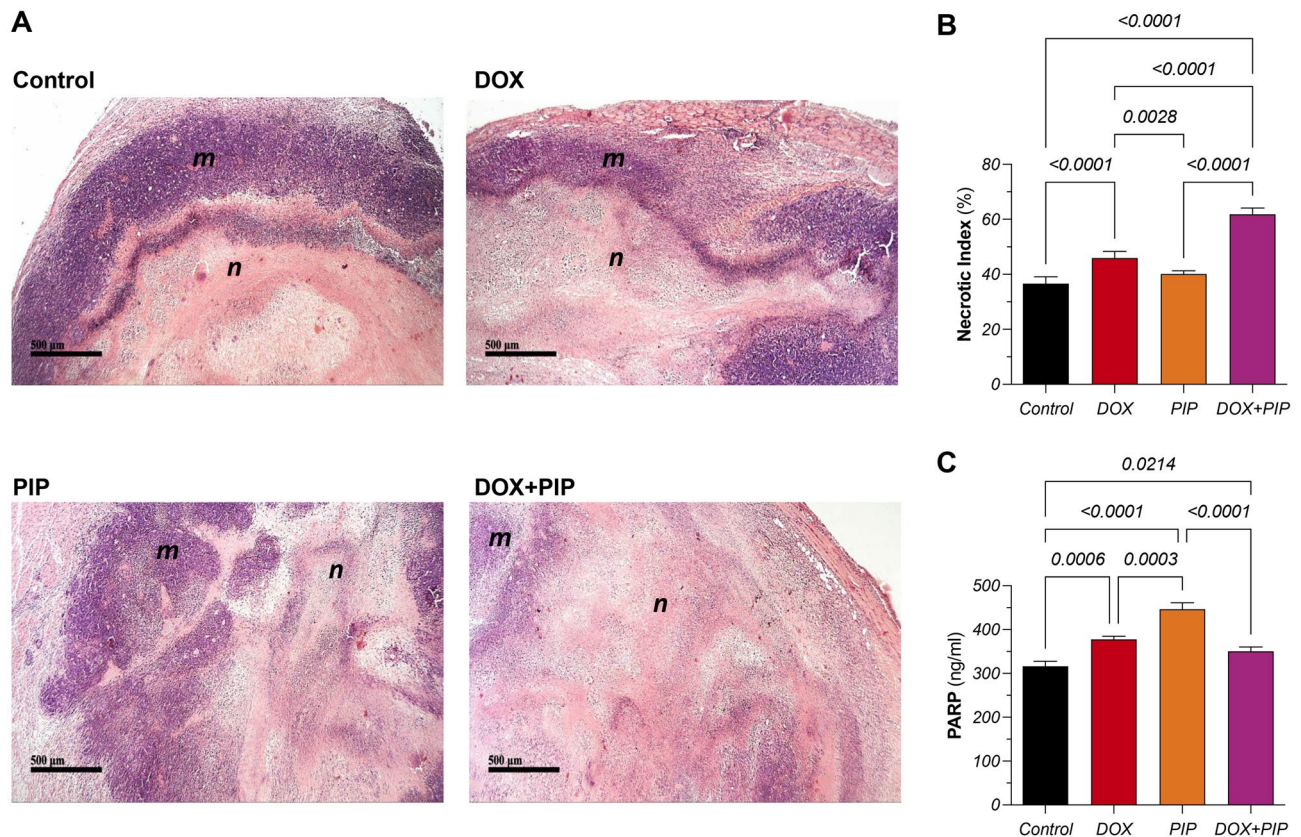 A
Control
m
n
500 µm
DOX
m
n
500 µm
PIP
m
n
500 µm
DOX+PIP
m
n
500 µm
B
<0.0001
<0.0001
0.0028
<0.0001 <0.0001
Necrotic Index (%)
80
60
40
20
0
Control DOX PIP DOX+PIP
C
0.0214
<0.0001 <0.0001
0.0006 0.0003
PARP (ng/ml)
500
450
400
300
200
100
0
Control DOX PIP DOX+PIP